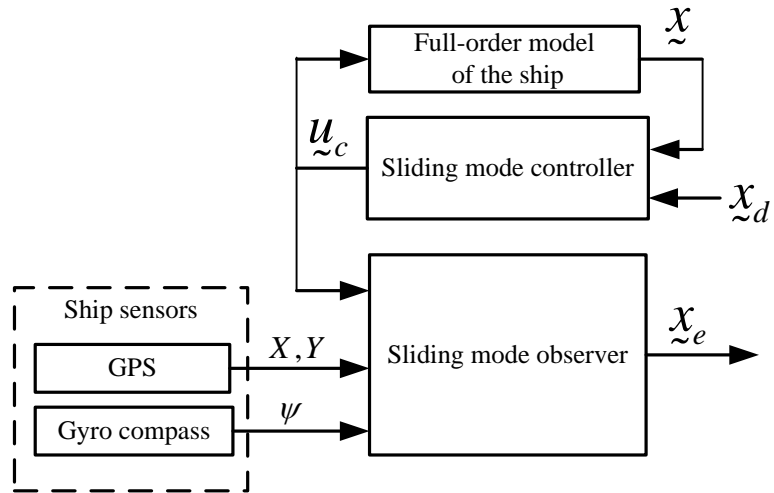 Full-order model
of the ship
x
u_c
Sliding mode controller
x_d
Ship sensors
GPS
X,Y
Sliding mode observer
x_e
Gyro compass
ψ